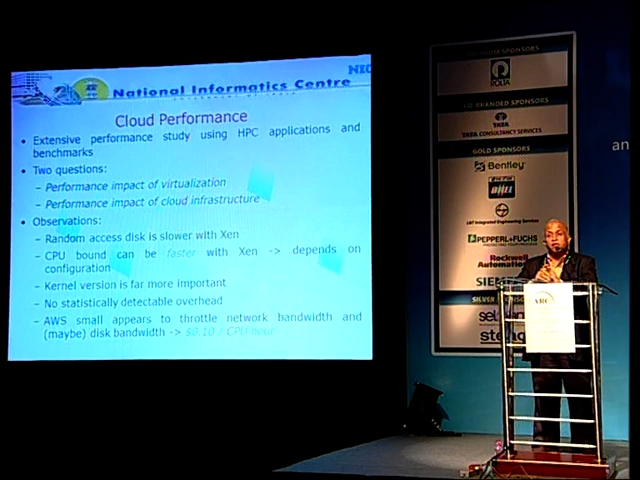 NIC
National Informatics Centre
Cloud Performance
• Extensive performance study using HPC applications and
benchmarks
• Two questions:
– Performance impact of virtualization
– Performance impact of cloud infrastructure
• Observations:
– Random access disk is slower with Xen
– CPU bound can be faster with Xen -> depends on
configuration
– Kernel version is far more important
– No statistically detectable overhead
– AWS small appears to throttle network bandwidth and
(maybe) disk bandwidth -> $0.10 / CPU hour
SPONSORS
ROLTA
CO-BRANDED SPONSORS
TATA
TATA CONSULTANCY SERVICES
GOLD SPONSORS
Bentley
L&T Integrated Engineering Services
PEPPERL+FUCHS
Rockwell
Automation
SIEM
SILVER SPONSORS
ARC
an